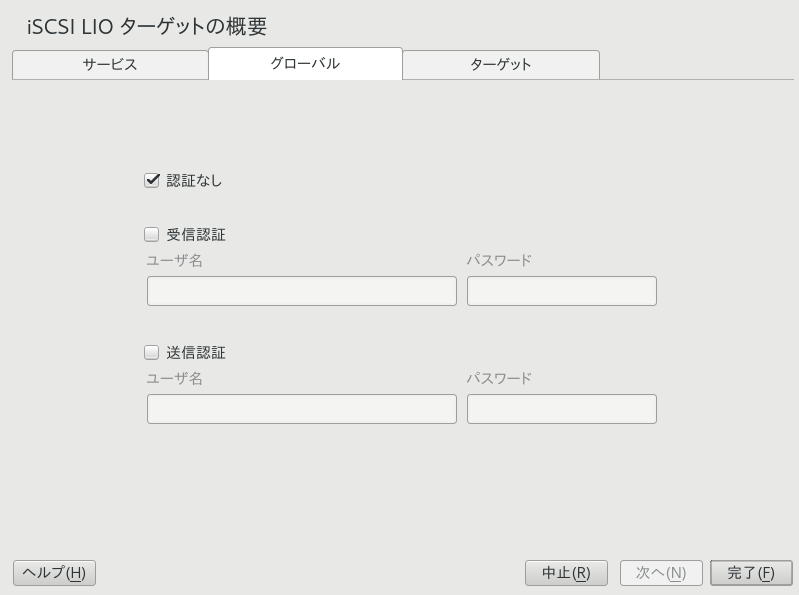 iSCSI LIO ターゲットの概要
サービス
グローバル
ターゲット
認証なし
受信認証
ユーザ名
パスワード
送信認証
ユーザ名
パスワード
ヘルプ(H)
中止(R)
次へ(N)
完了(F)